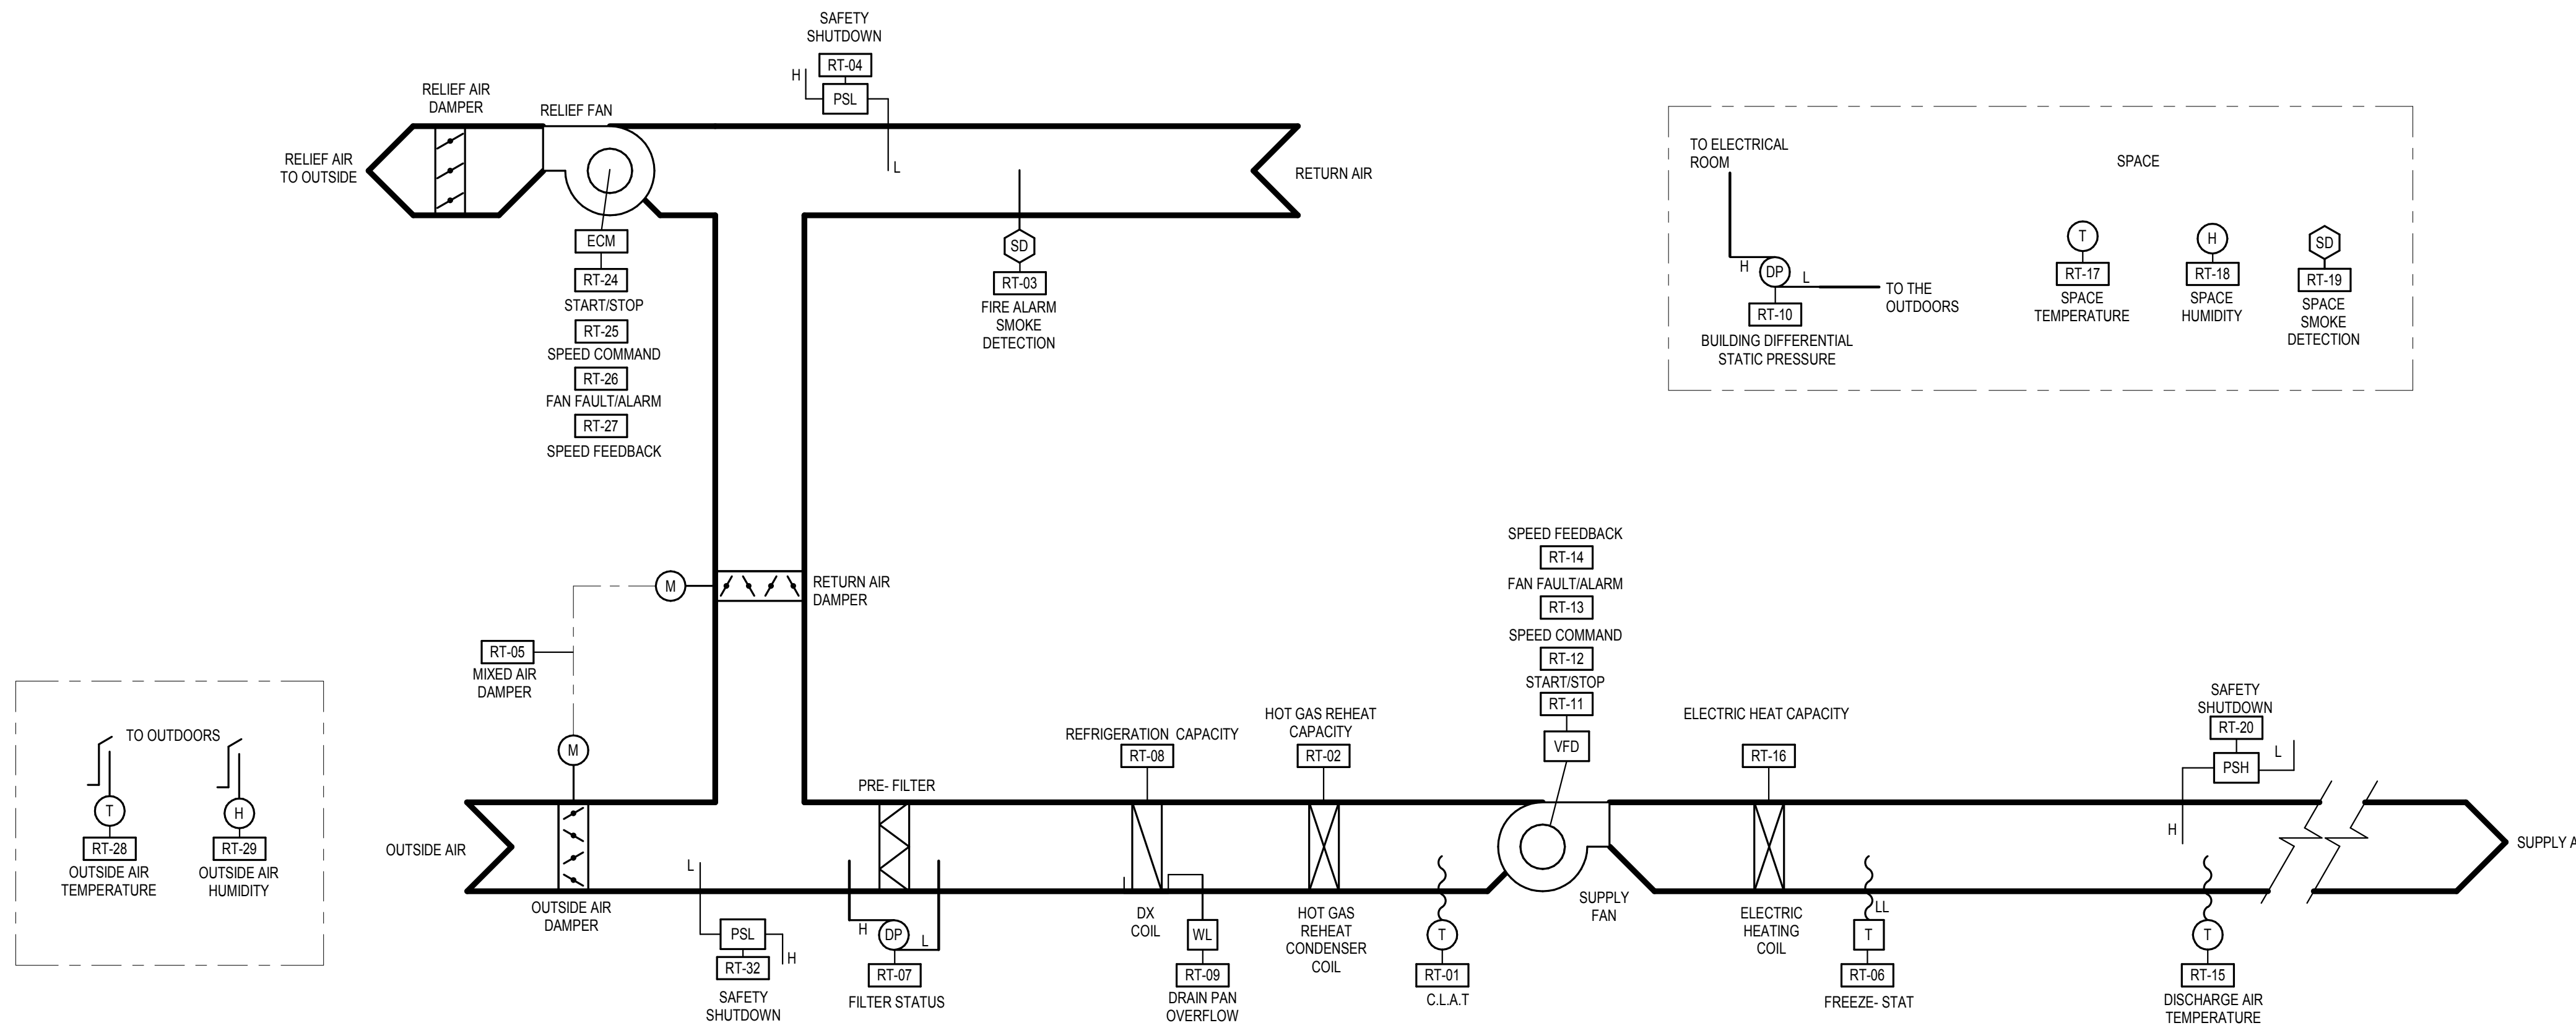 SAFETY
SHUTDOWN
RT-04
H
PSL
L
RELIEF AIR
DAMPER
RELIEF FAN
RELIEF AIR
TO OUTSIDE
RETURN AIR
ECM
RT-24
START/STOP
RT-25
SPEED COMMAND
RT-26
FAN FAULT/ALARM
RT-27
SPEED FEEDBACK
SD
RT-03
FIRE ALARM
SMOKE
DETECTION
TO ELECTRICAL
ROOM
SPACE
H
DP
L
TO THE
OUTDOORS
RT-10
BUILDING DIFFERENTIAL
STATIC PRESSURE
T
RT-17
SPACE
TEMPERATURE
H
RT-18
SPACE
HUMIDITY
SD
RT-19
SPACE
SMOKE
DETECTION
M
RETURN AIR
DAMPER
RT-05
MIXED AIR
DAMPER
M
TO OUTDOORS
T
RT-28
OUTSIDE AIR
TEMPERATURE
H
RT-29
OUTSIDE AIR
HUMIDITY
OUTSIDE AIR
OUTSIDE AIR
DAMPER
L
PSL
H
RT-32
SAFETY
SHUTDOWN
PRE- FILTER
H
DP
L
RT-07
FILTER STATUS
REFRIGERATION CAPACITY
RT-08
DX
COIL
WL
RT-09
DRAIN PAN
OVERFLOW
HOT GAS REHEAT
CAPACITY
RT-02
HOT GAS
REHEAT
CONDENSER
COIL
T
RT-01
C.L.A.T
SPEED FEEDBACK
RT-14
FAN FAULT/ALARM
RT-13
SPEED COMMAND
RT-12
START/STOP
RT-11
VFD
SUPPLY
FAN
ELECTRIC HEAT CAPACITY
RT-16
ELECTRIC
HEATING
COIL
LL
T
RT-06
FREEZE- STAT
SAFETY
SHUTDOWN
RT-20
PSH
L
H
T
RT-15
DISCHARGE AIR
TEMPERATURE
SUPPLY A